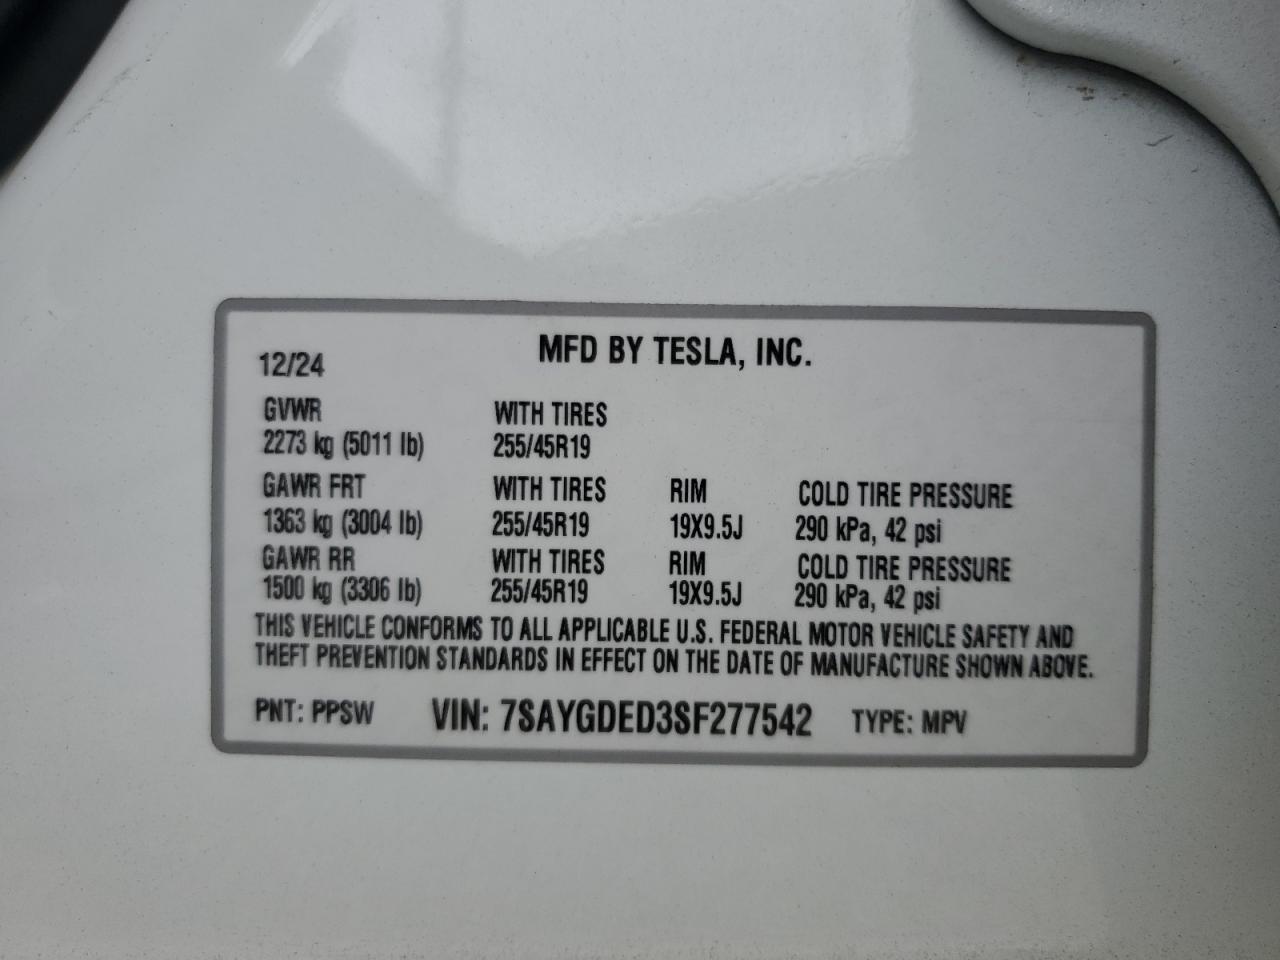 MFD BY TESLA, INC.
12/24
GVWR WITH TIRES
2273 kg (5011 lb) 255/45R19
GAWR FRT WITH TIRES RIM COLD TIRE PRESSURE
1363 kg (3004 lb) 255/45R19 19X9.5J 290 kPa, 42 psi
GAWR RR WITH TIRES RIM COLD TIRE PRESSURE
1500 kg (3306 lb) 255/45R19 19X9.5J 290 kPa, 42 psi
THIS VEHICLE CONFORMS TO ALL APPLICABLE U.S. FEDERAL MOTOR VEHICLE SAFETY AND
THEFT PREVENTION STANDARDS IN EFFECT ON THE DATE OF MANUFACTURE SHOWN ABOVE.
PNT: PPSW VIN: 7SAYGDED3SF277542 TYPE: MPV